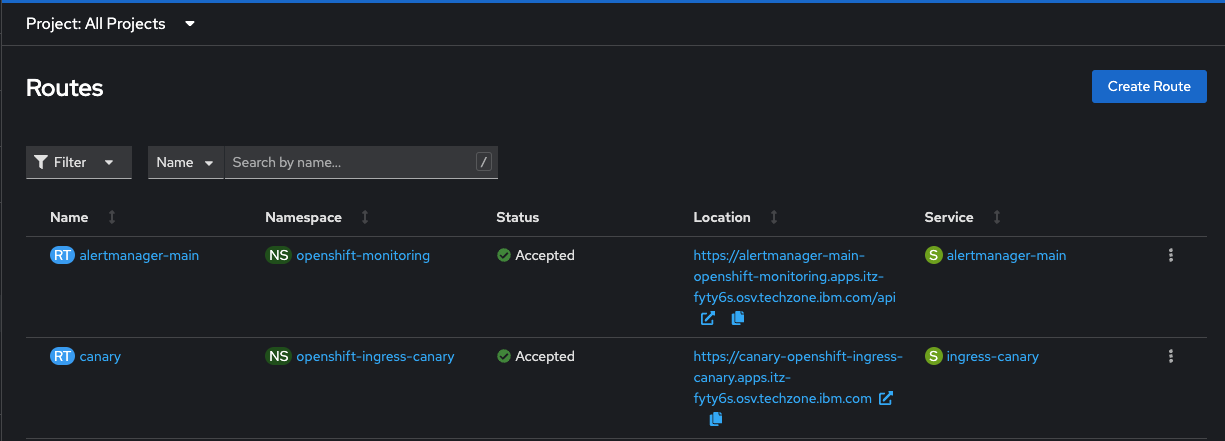 Project: All Projects
Routes
Create Route
Filter
Name
Search by name...
/
Name
Namespace
Status
Location
Service
RT alertmanager-main
NS openshift-monitoring
Accepted
https://alertmanager-main-
openshift-monitoring.apps.itz-
fyty6s.osv.techzone.ibm.com/api
S alertmanager-main
RT canary
NS openshift-ingress-canary
Accepted
https://canary-openshift-ingress-
canary.apps.itz-
fyty6s.osv.techzone.ibm.com
S ingress-canary